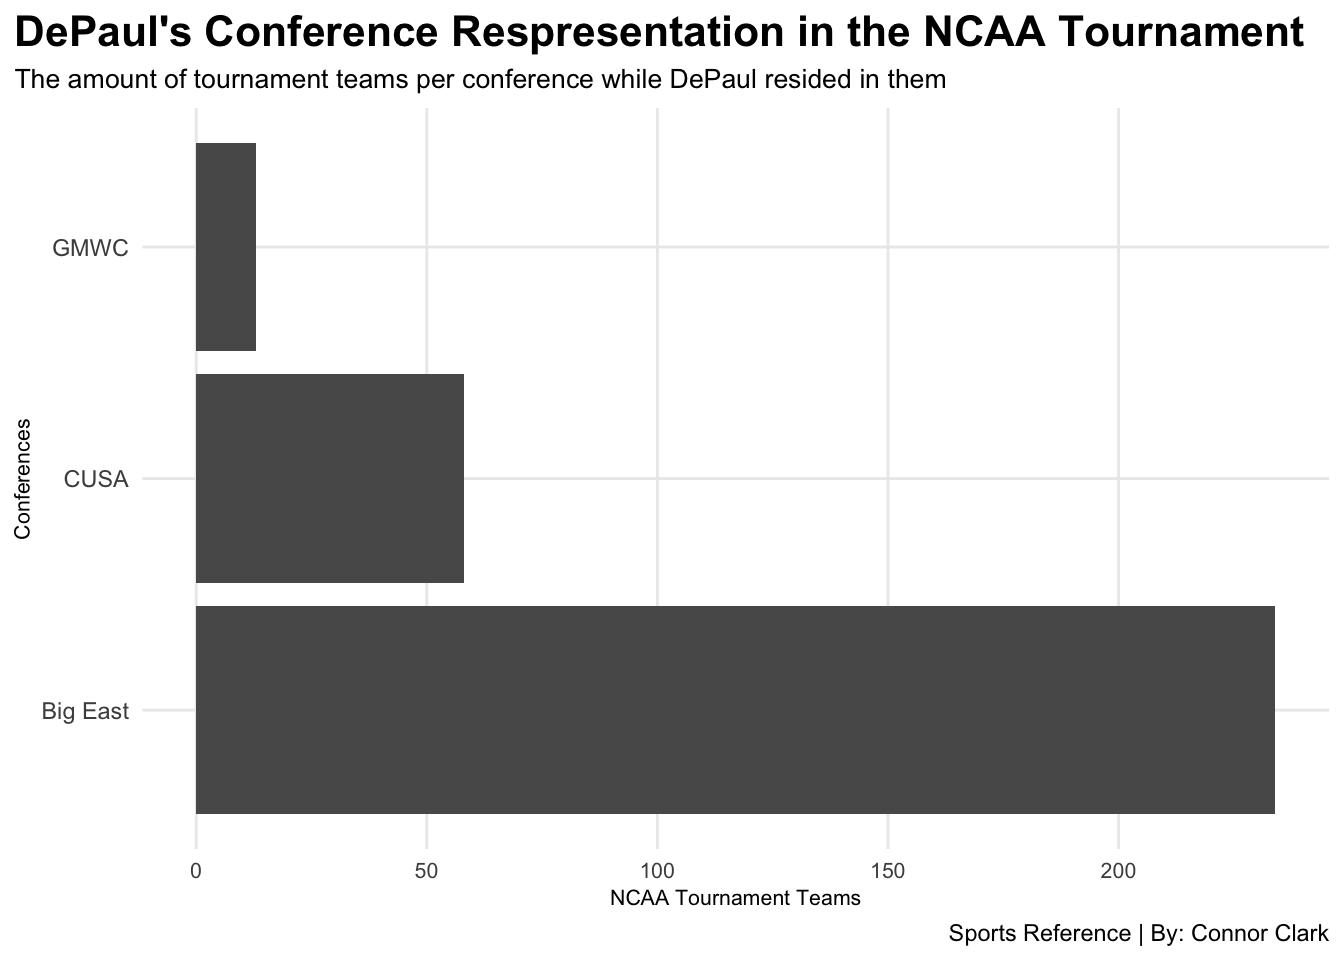 DePaul's Conference Respresentation in the NCAA Tournament
The amount of tournament teams per conference while DePaul resided in them
GMWC
CUSA
Big East
Conferences
0 50 100 150 200
NCAA Tournament Teams
Sports Reference | By: Connor Clark